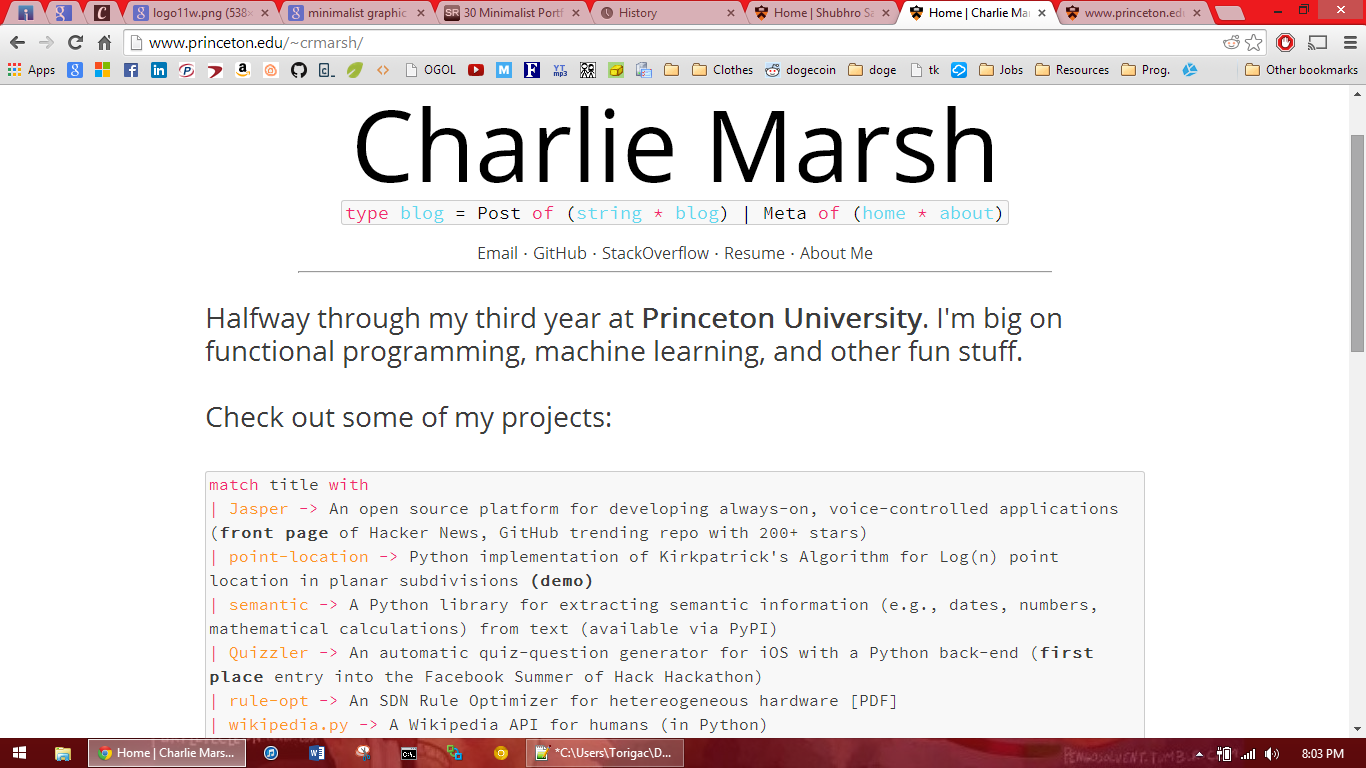 logo11w.png (538×
minimalist graphic
SR 30 Minimalist Portf
History
Home | Shubhro Sa
Home | Charlie Mar
www.princeton.edu
www.princeton.edu/~crmarsh/
Apps
OGOL
YT mp3
Clothes
dogecoin
doge
tk
Jobs
Resources
Prog.
Other bookmarks
Charlie Marsh
type blog = Post of (string * blog) | Meta of (home * about)
Email · GitHub · StackOverflow · Resume · About Me
Halfway through my third year at Princeton University. I'm big on
functional programming, machine learning, and other fun stuff.
Check out some of my projects:
match title with
| Jasper -> An open source platform for developing always-on, voice-controlled applications
(front page of Hacker News, GitHub trending repo with 200+ stars)
| point-location -> Python implementation of Kirkpatrick's Algorithm for Log(n) point
location in planar subdivisions (demo)
| semantic -> A Python library for extracting semantic information (e.g., dates, numbers,
mathematical calculations) from text (available via PyPI)
| Quizzler -> An automatic quiz-question generator for iOS with a Python back-end (first
place entry into the Facebook Summer of Hack Hackathon)
| rule-opt -> An SDN Rule Optimizer for hetereogeneous hardware [PDF]
| wikipedia.py -> A Wikipedia API for humans (in Python)
Home | Charlie Mars...
*C:\Users\Torigac\D...
8:03 PM